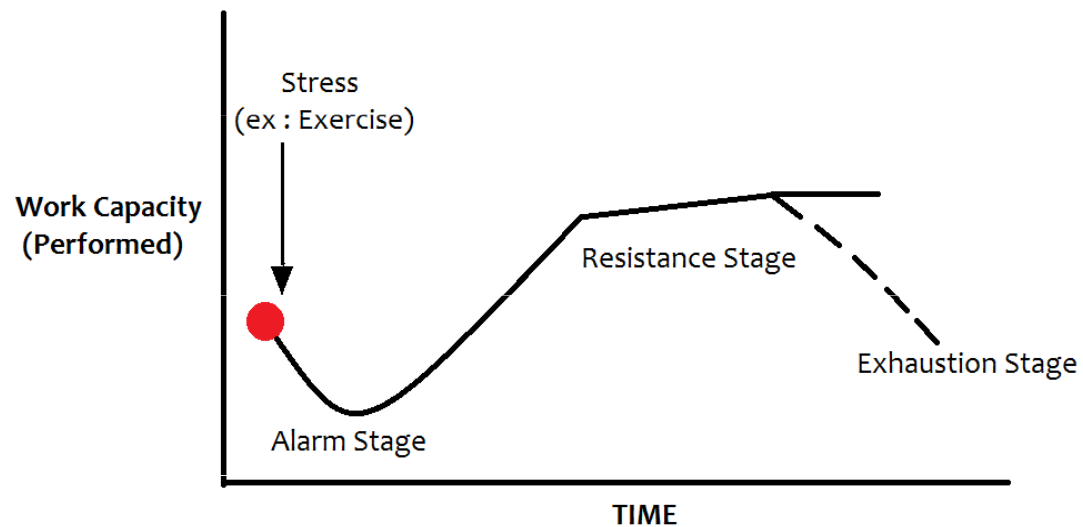 Stress
(ex : Exercise)
Work Capacity
(Performed)
Resistance Stage
Exhaustion Stage
Alarm Stage
TIME